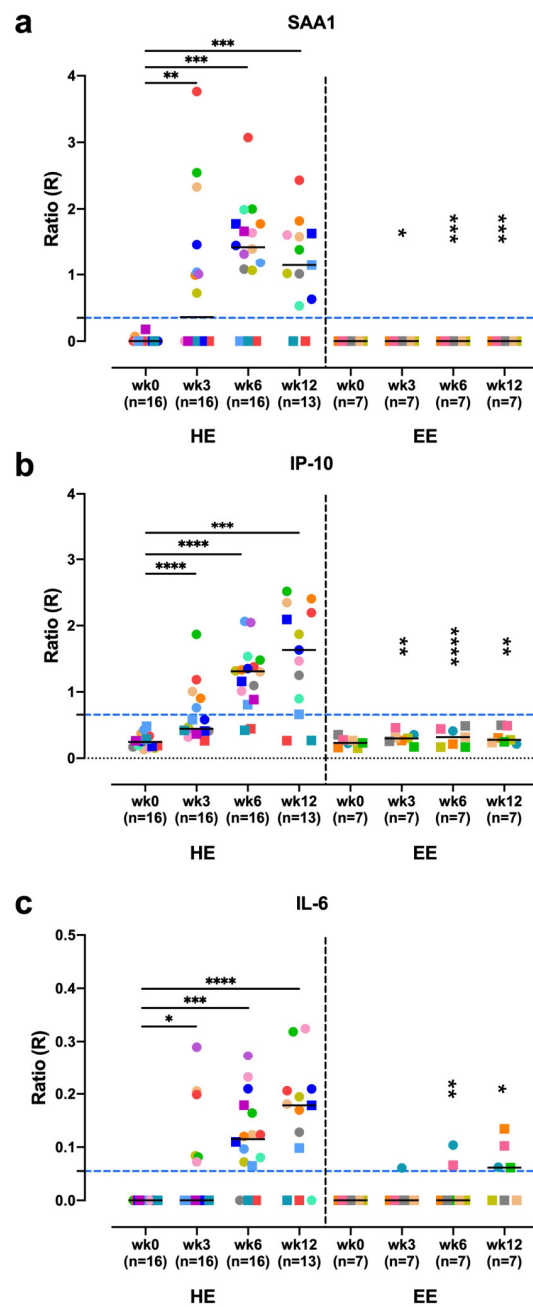 a
SAA1
***
***
**
4
3
2
1
0
Ratio (R)
*
***
***
wk0 wk3 wk6 wk12 wk0 wk3 wk6 wk12
(n=16) (n=16) (n=16) (n=13) (n=7) (n=7) (n=7) (n=7)
HE EE
b
IP-10
***
****
****
4
3
2
1
0
Ratio (R)
**
****
**
wk0 wk3 wk6 wk12 wk0 wk3 wk6 wk12
(n=16) (n=16) (n=16) (n=13) (n=7) (n=7) (n=7) (n=7)
HE EE
c
IL-6
****
***
*
0.5
0.4
0.3
0.2
0.1
0.0
Ratio (R)
**
*
wk0 wk3 wk6 wk12 wk0 wk3 wk6 wk12
(n=16) (n=16) (n=16) (n=13) (n=7) (n=7) (n=7) (n=7)
HE EE